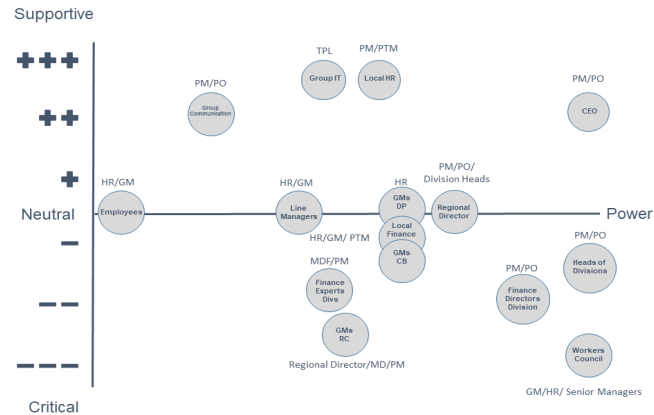 Supportive
TPL
PM/PTM
Group IT
Local HR
PM/PO
PM/PO
Group
Communication
CEO
HR/GM
HR/GM
HR
PM/PO/
Division Heads
Neutral
Employees
Line
Managers
GMs
DP
Regional
Director
Power
HR/GM/ PTM
Local
Finance
PM/PO
GMs
CB
Heads of
Divisions
MDF/PM
PM/PO
Finance
Experts
Divs
Finance
Directors
Division
GMs
RC
Workers
Council
Regional Director/MD/PM
GM/HR/ Senior Managers
Critical